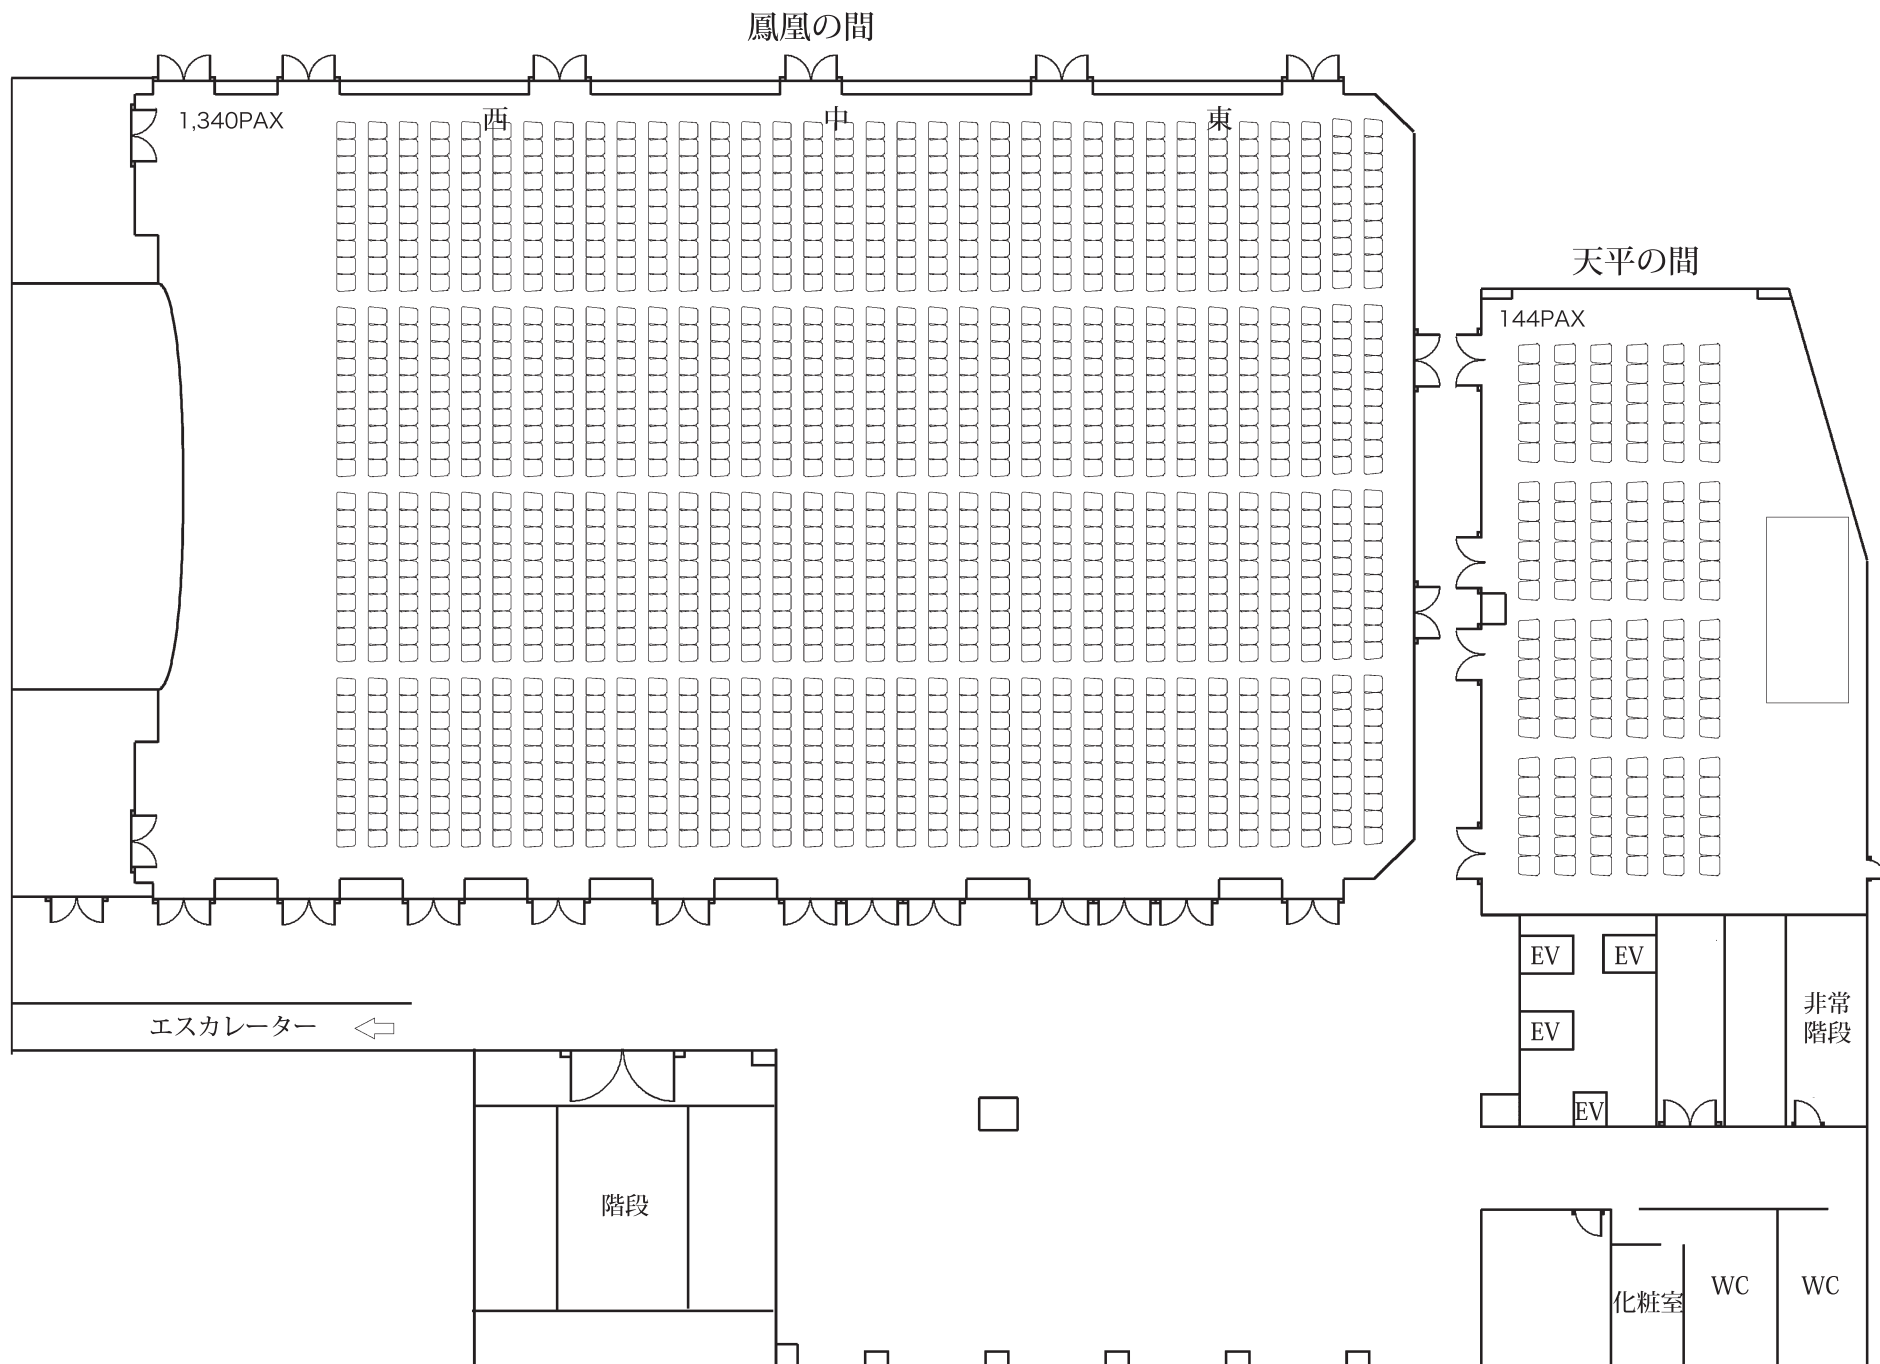 鳳凰の間
1,340PAX
西
中
東
天平の間
144PAX
EV
EV
EV
EV
非常
階段
エスカレーター
階段
化粧室
WC
WC